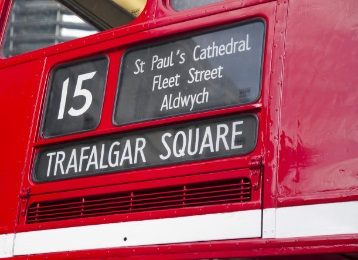 15
St Paul's Cathedral
Fleet Street
Aldwych
TRAFALGAR SQUARE